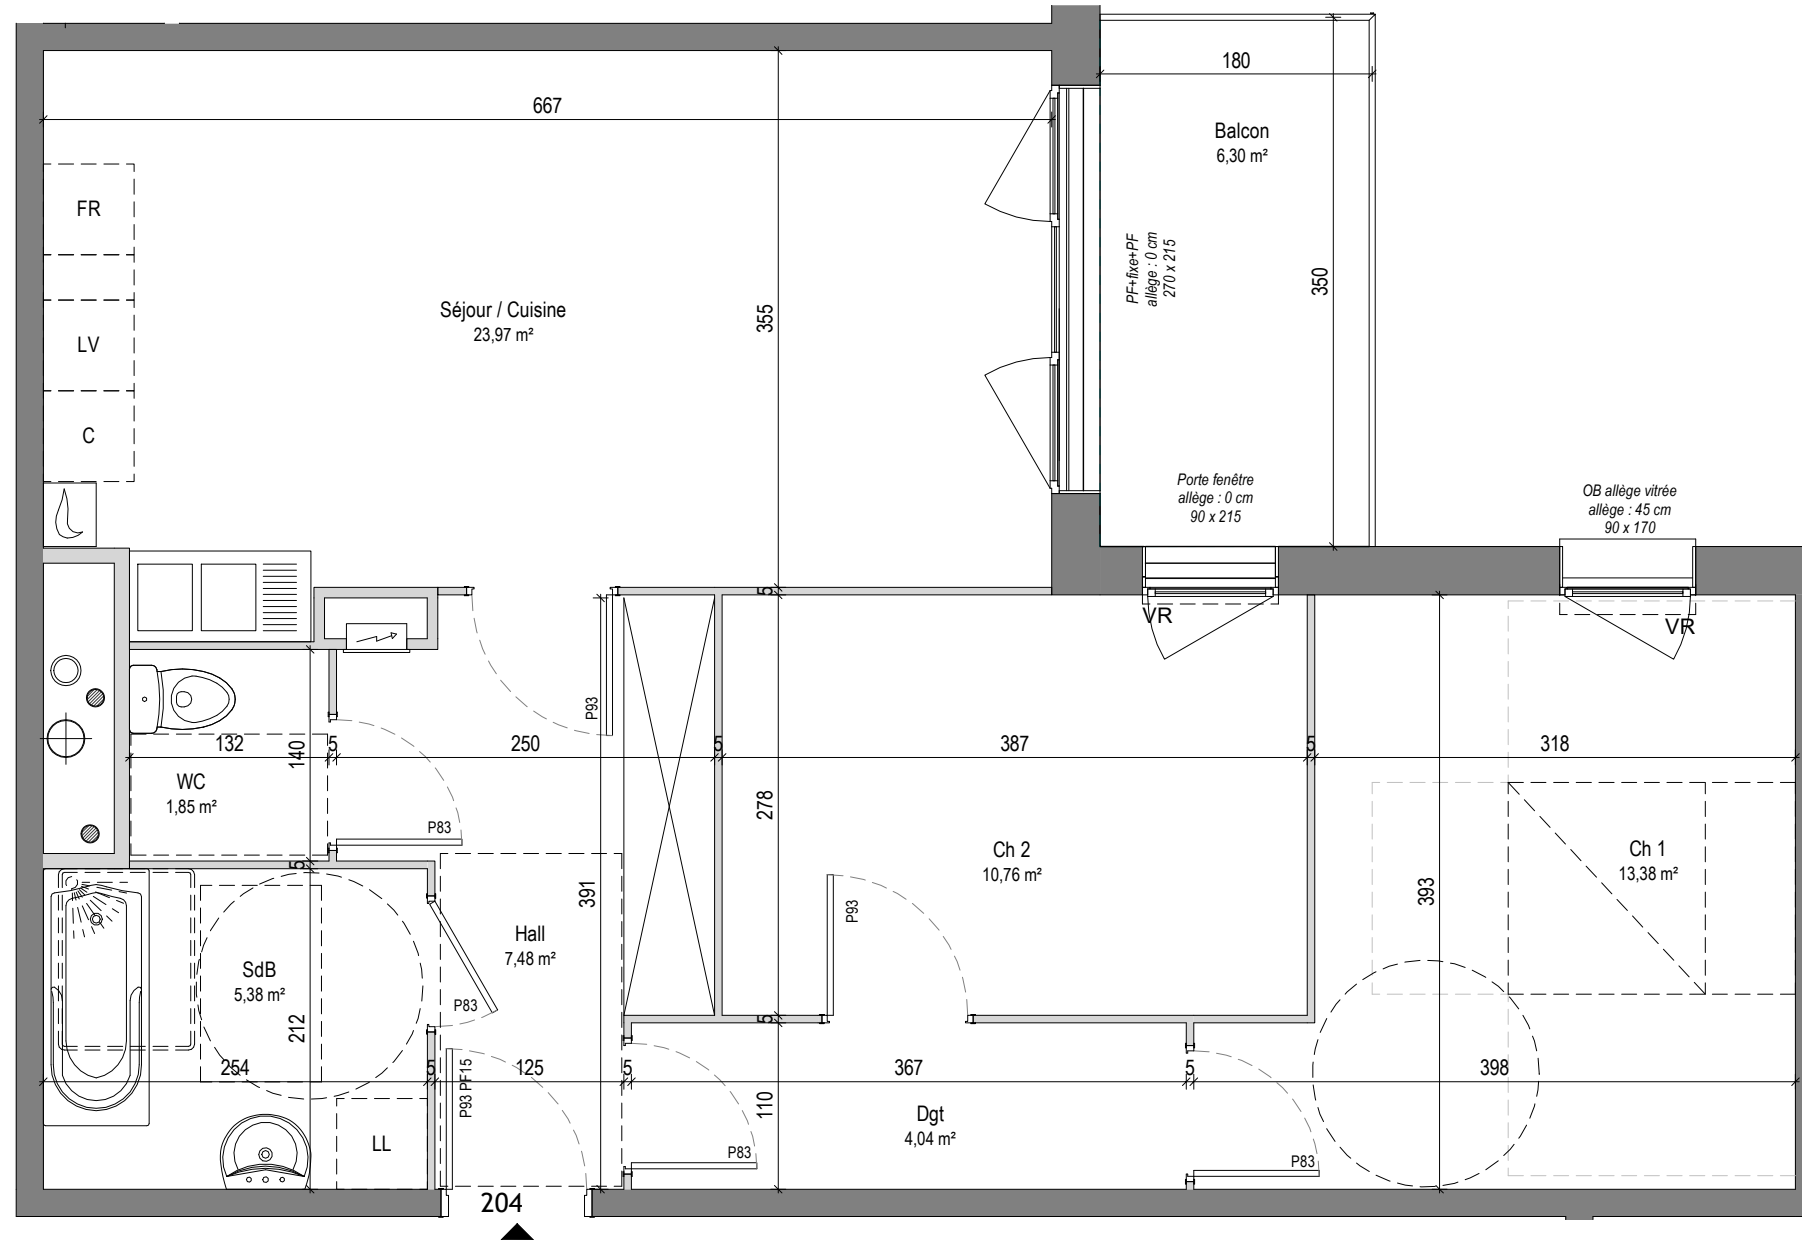 180
667
Balcon
6,30 m²
FR
PF+fixe+PF
allège : 0 cm
270 x 215
350
Séjour / Cuisine
23,97 m²
355
LV
C
Porte fenêtre
allège : 0 cm
90 x 215
OB allège vitrée
allège : 45 cm
90 x 170
5
VR
VR
P93
132
5
250
5
387
5
318
140
WC
1,85 m²
278
P83
Ch 2
10,76 m²
Ch 1
13,38 m²
5
391
393
P93
Hall
7,48 m²
SdB
5,38 m²
P83
212
5
254
5
P93 PF15
125
5
367
5
398
110
Dgt
4,04 m²
LL
P83
P83
204